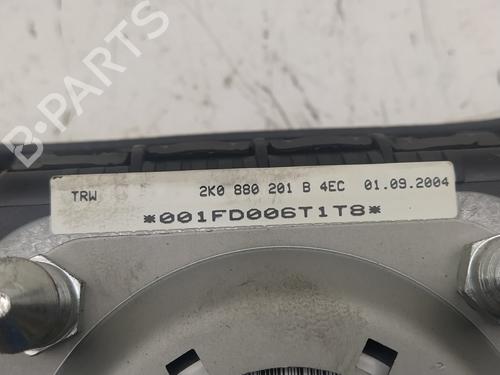 B-PARTS
TRW 2K0 880 201 B 4EC 01.09.2004
*001FD006T1T8*